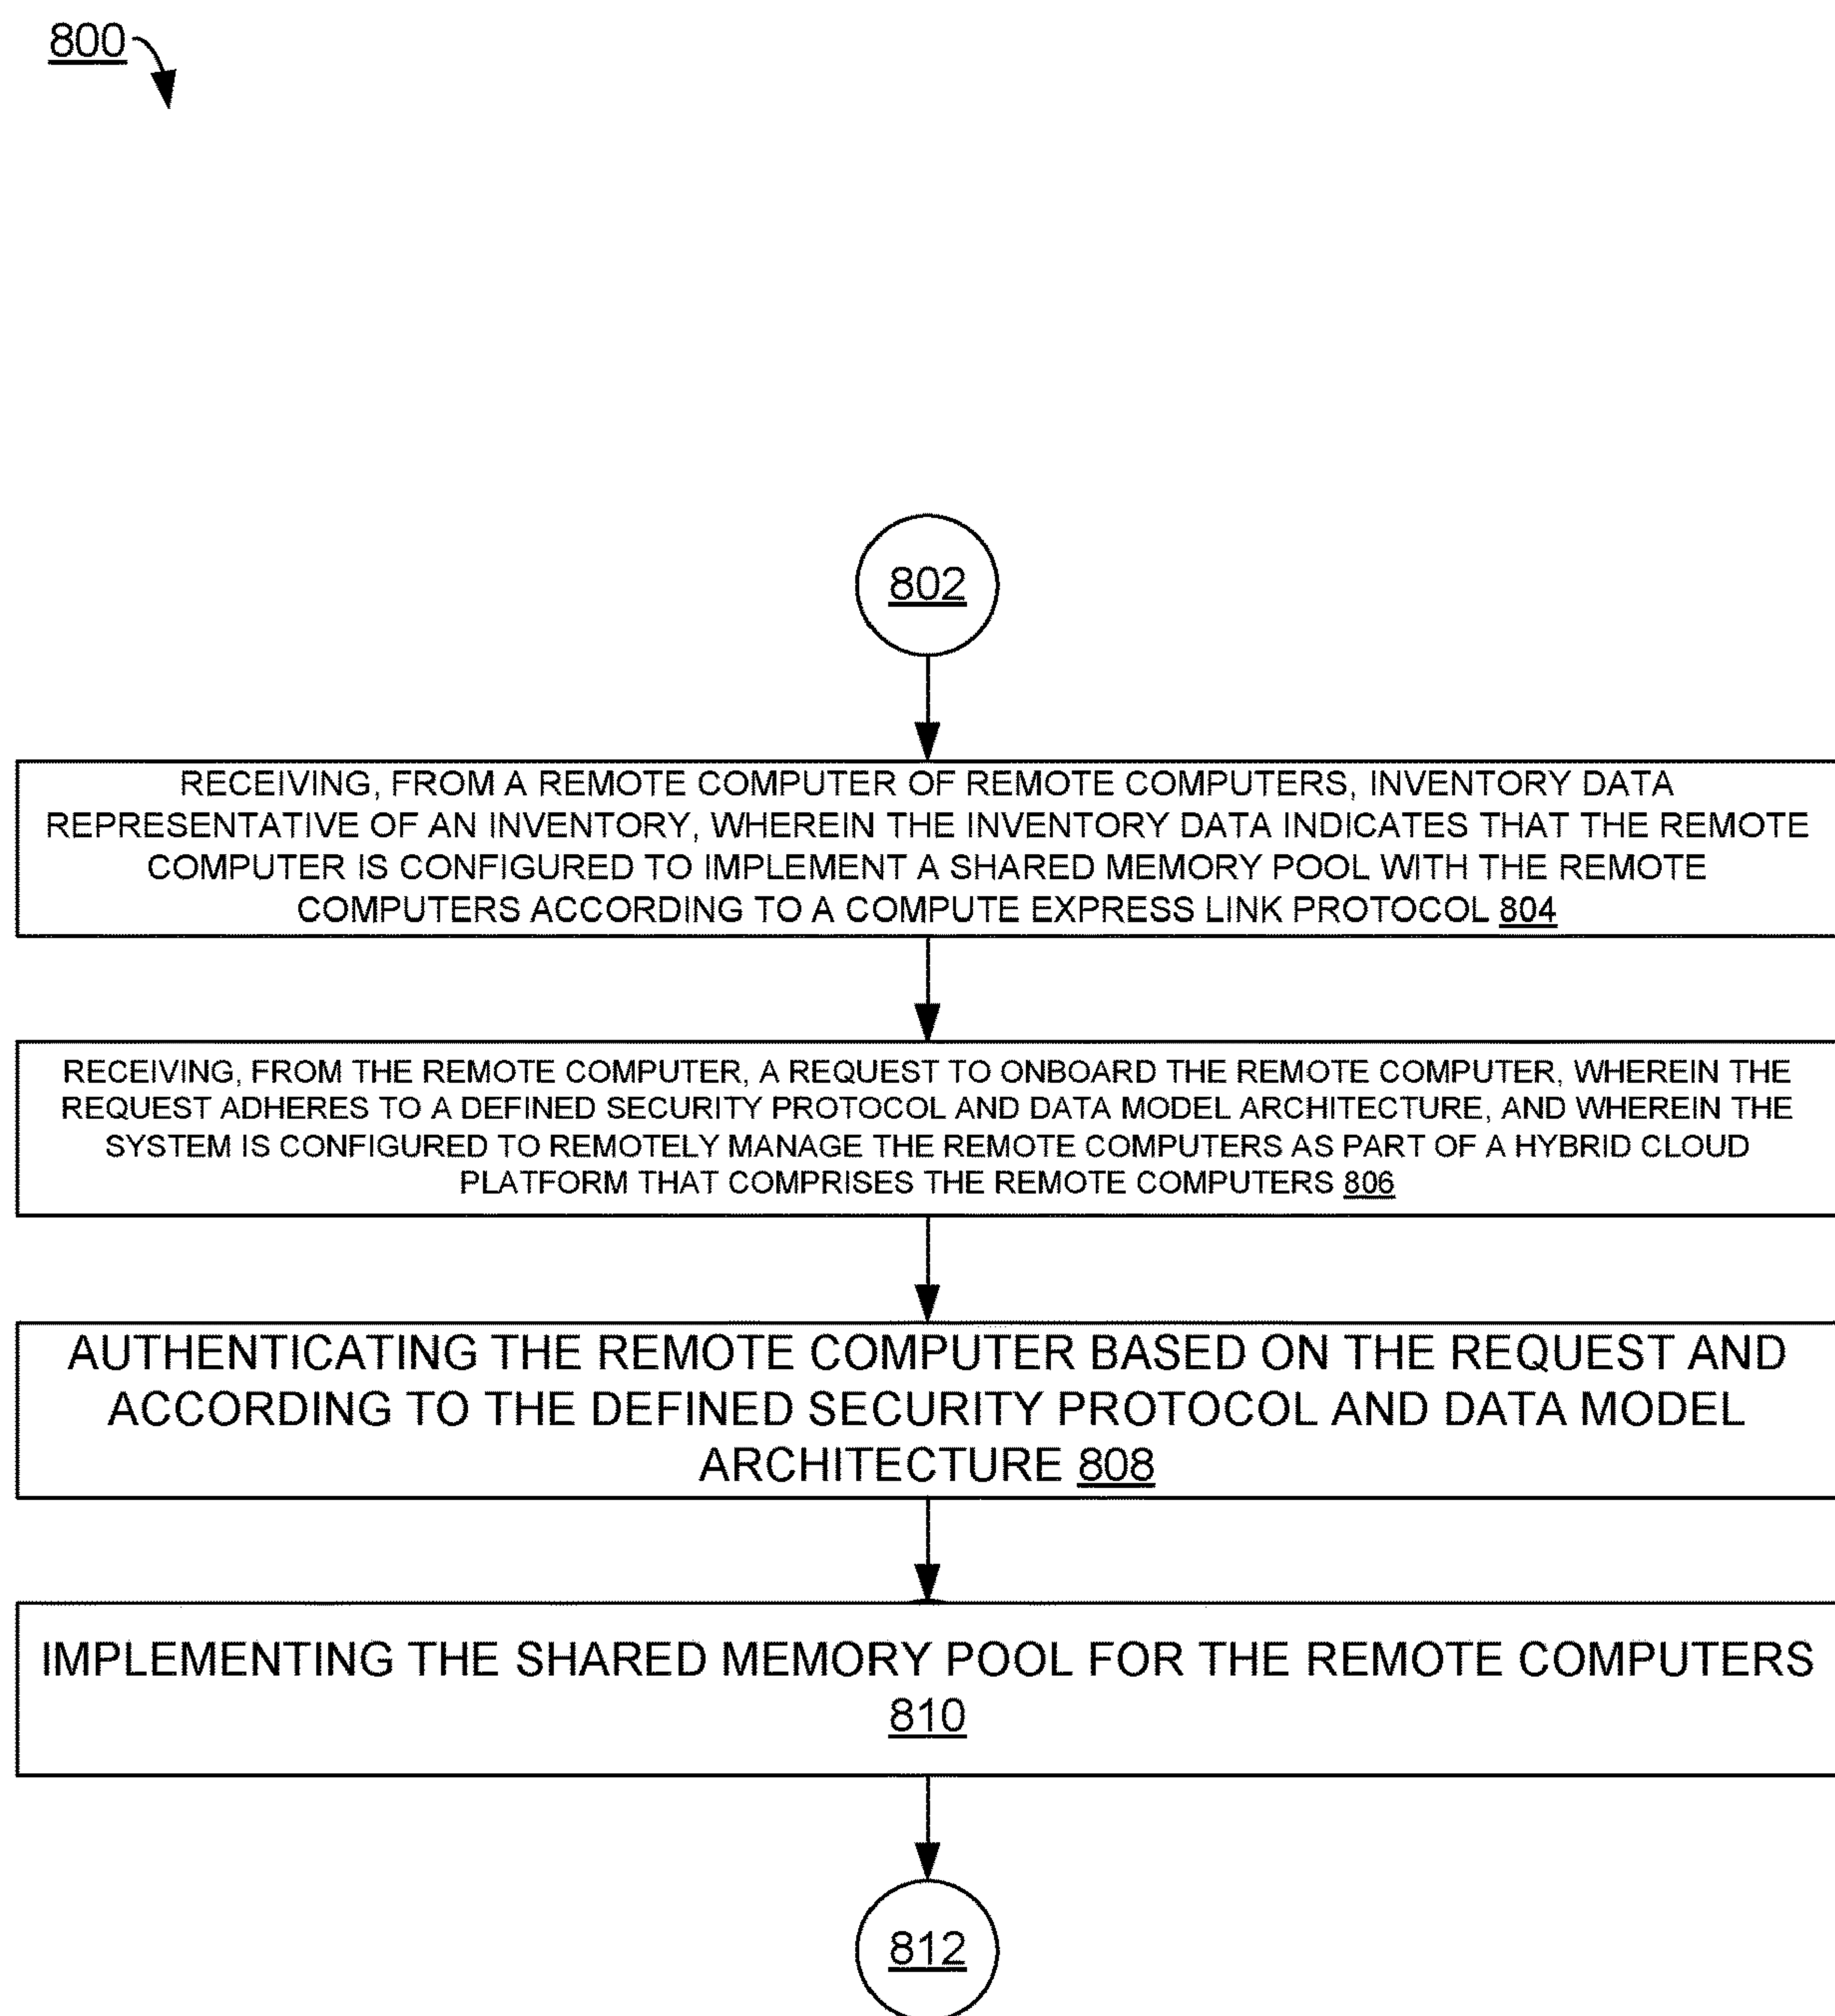 800
802
RECEIVING, FROM A REMOTE COMPUTER OF REMOTE COMPUTERS, INVENTORY DATA
REPRESENTATIVE OF AN INVENTORY, WHEREIN THE INVENTORY DATA INDICATES THAT THE REMOTE
COMPUTER IS CONFIGURED TO IMPLEMENT A SHARED MEMORY POOL WITH THE REMOTE
COMPUTERS ACCORDING TO A COMPUTE EXPRESS LINK PROTOCOL 804
RECEIVING, FROM THE REMOTE COMPUTER, A REQUEST TO ONBOARD THE REMOTE COMPUTER, WHEREIN THE
REQUEST ADHERES TO A DEFINED SECURITY PROTOCOL AND DATA MODEL ARCHITECTURE, AND WHEREIN THE
SYSTEM IS CONFIGURED TO REMOTELY MANAGE THE REMOTE COMPUTERS AS PART OF A HYBRID CLOUD
PLATFORM THAT COMPRISES THE REMOTE COMPUTERS 806
AUTHENTICATING THE REMOTE COMPUTER BASED ON THE REQUEST AND
ACCORDING TO THE DEFINED SECURITY PROTOCOL AND DATA MODEL
ARCHITECTURE 808
IMPLEMENTING THE SHARED MEMORY POOL FOR THE REMOTE COMPUTERS
810
812